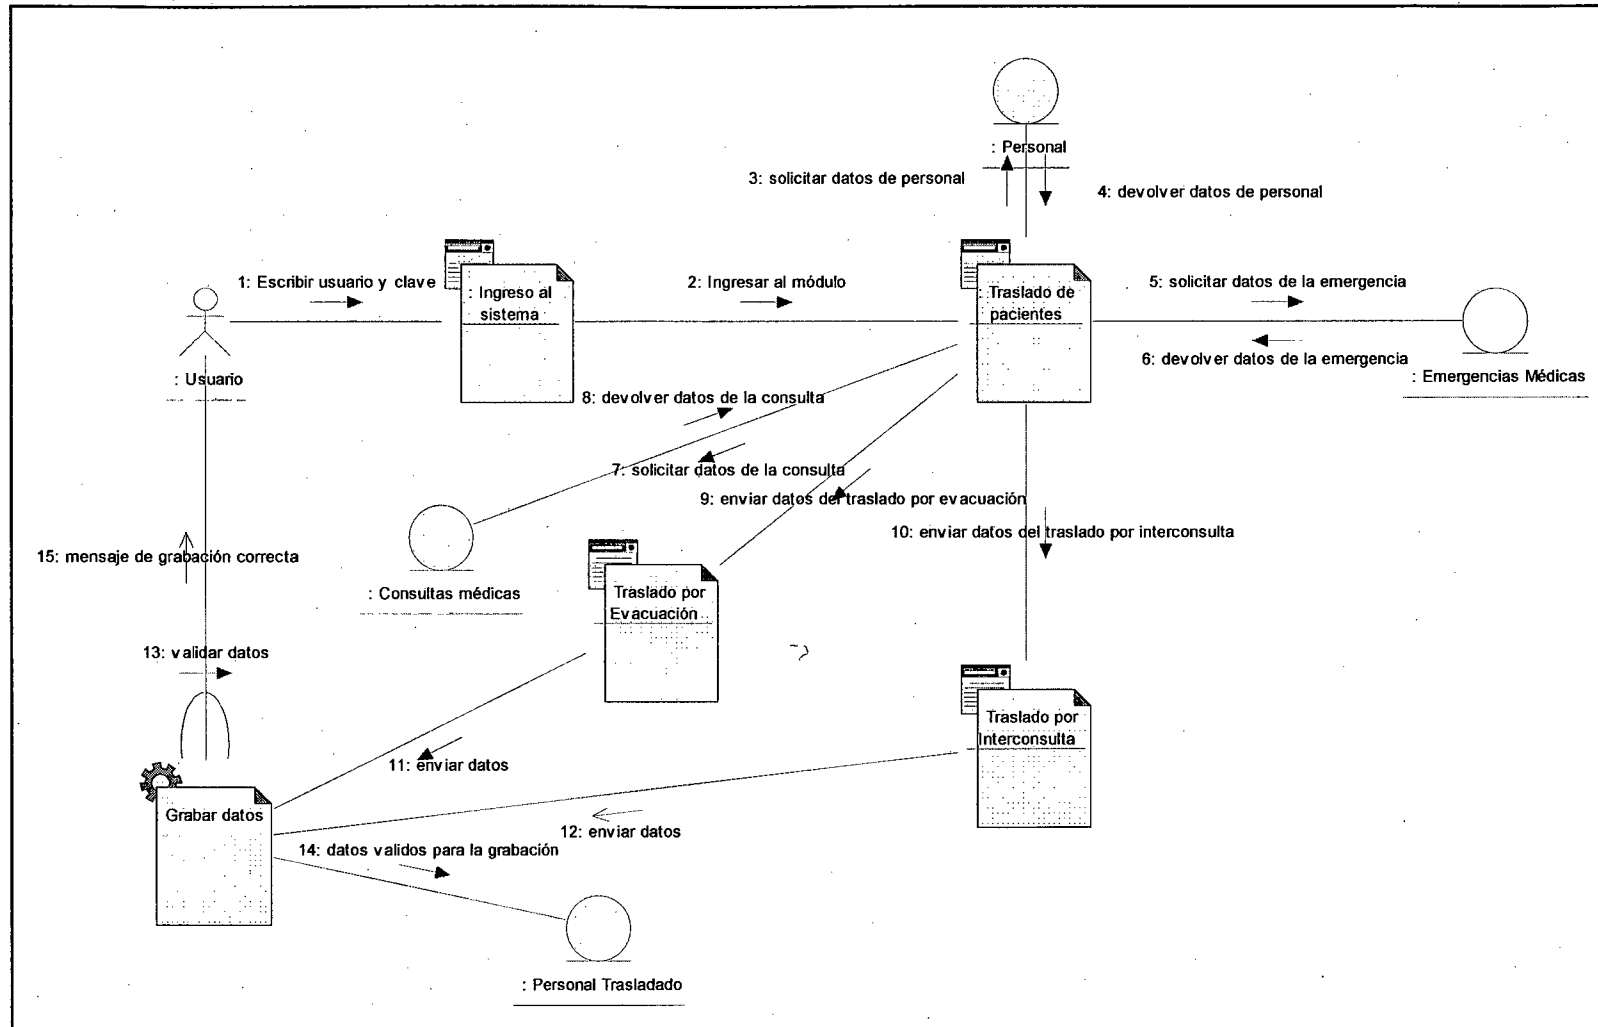 : Personal
3: solicitar datos de personal
4: devolver datos de personal
1: Escribir usuario y clave
: Ingreso al
sistema
2: Ingresar al módulo
: Traslado de
pacientes
5: solicitar datos de la emergencia
6: devolver datos de la emergencia
: Usuario
: Emergencias Médicas
8: devolver datos de la consulta
7: solicitar datos de la consulta
9: enviar datos del traslado por evacuación
10: enviar datos del traslado por interconsulta
15: mensaje de grabación correcta
: Consultas médicas
Traslado por
Evacuación
13: validar datos
Traslado por
Interconsulta
11: enviar datos
Grabar datos
12: enviar datos
14: datos validos para la grabación
: Personal Trasladado